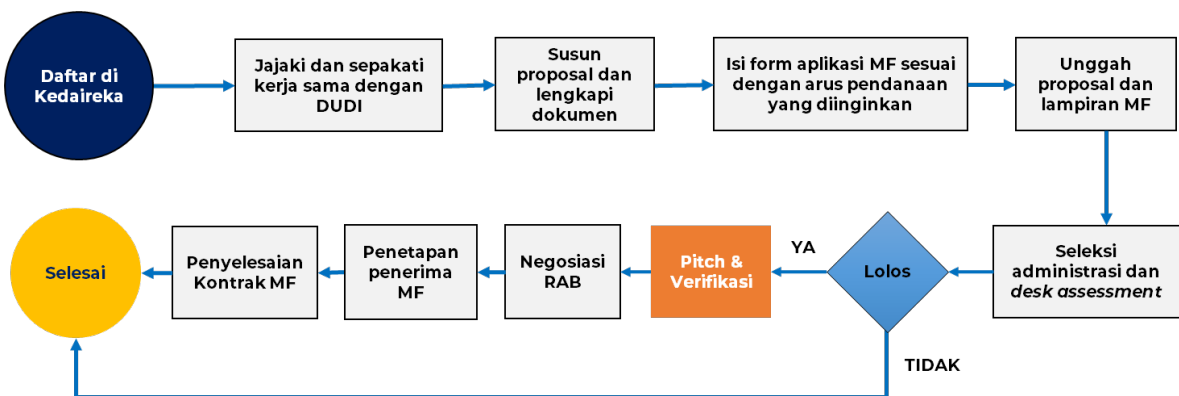 Daftar di
Kedaireka
Jajaki dan sepakati
kerja sama dengan
DUDI
Susun
proposal dan
lengkapi
dokumen
Isi form aplikasi MF sesuai
dengan arus pendanaan
yang diinginkan
Unggah
proposal dan
lampiran MF
Seleksi
administrasi dan
desk assessment
Lolos
YA
TIDAK
Pitch &
Verifikasi
Negosiasi
RAB
Penetapan
penerima
MF
Penyelesaian
Kontrak MF
Selesai